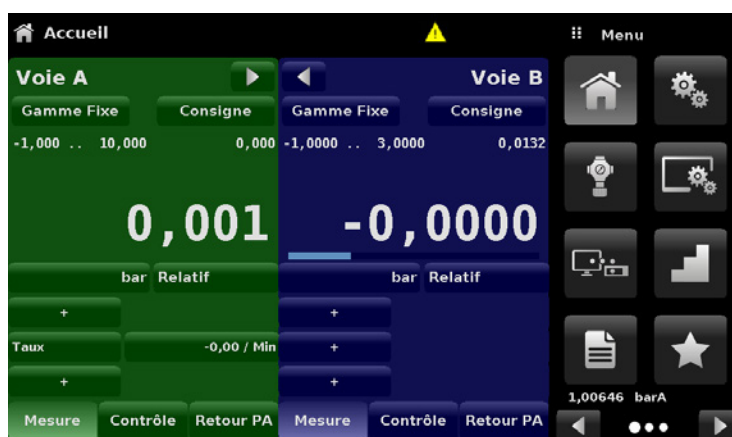 Accueil
Menu
Voie A
Voie B
Gamme Fixe Consigne
Gamme Fixe Consigne
-1,000 .. 10,000 0,000
-1,0000 .. 3,0000 0,0132
0,001
-0,0000
bar Relatif
bar Relatif
+
+
Taux -0,00 / Min
+
+
+
1,00646 barA
Mesure Contrôle Retour PA
Mesure Contrôle Retour PA